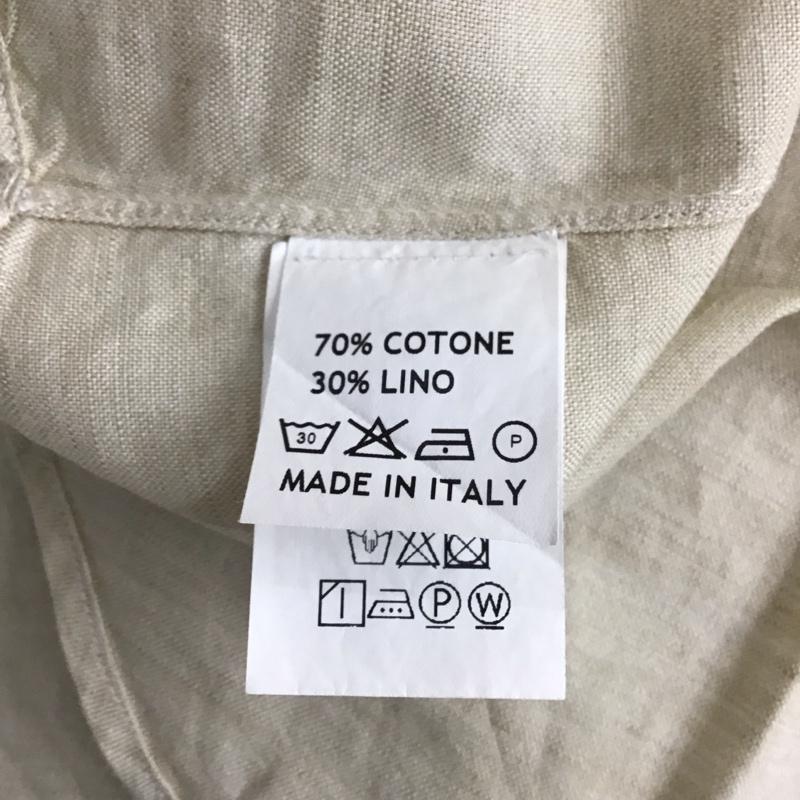 70% COTONE
30% LINO
30 P
MADE IN ITALY
P W